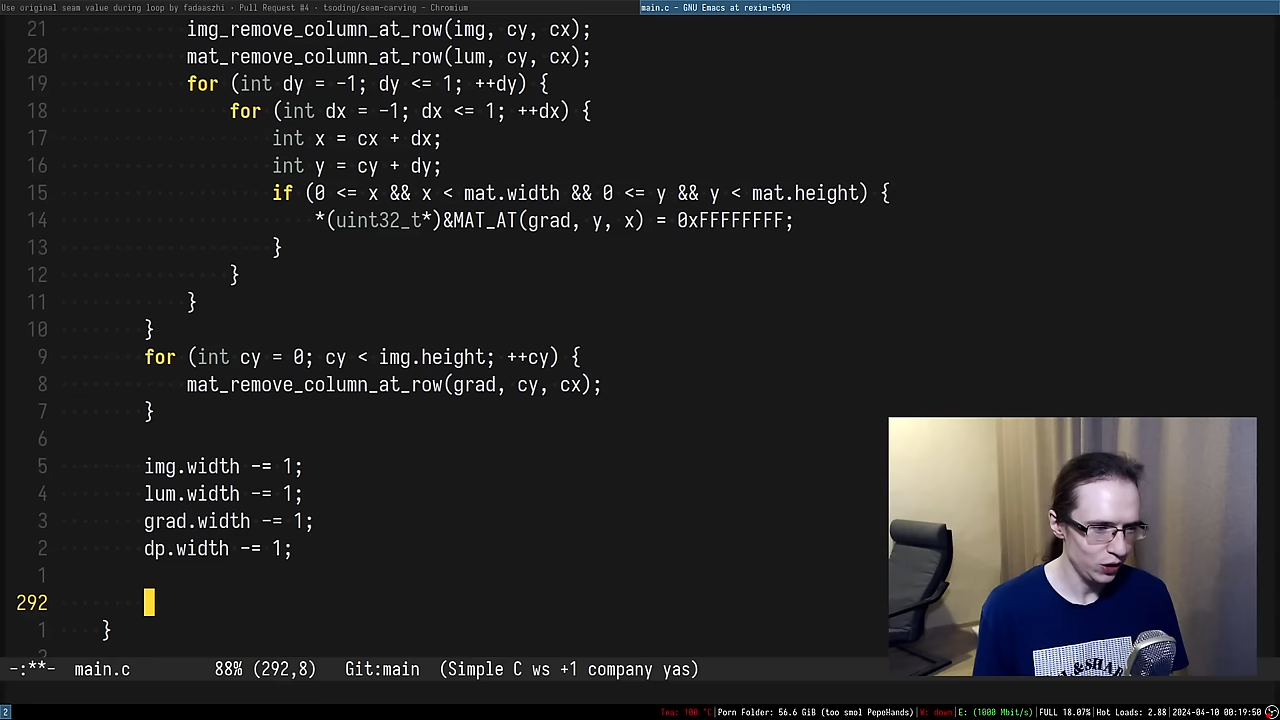 Use original seam value during loop by fadaaszhi · Pull Request #4 · tsoding/seam-carving - Chromium
main.c - GNU Emacs at rexim-b590
21 img_remove_column_at_row(img, cy, cx);
20 mat_remove_column_at_row(lum, cy, cx);
19 for (int dy = -1; dy <= 1; ++dy) {
18 for (int dx = -1; dx <= 1; ++dx) {
17 int x = cx + dx;
16 int y = cy + dy;
15 if (0 <= x && x < mat.width && 0 <= y && y < mat.height) {
14 *(uint32_t*)&MAT_AT(grad, y, x) = 0xFFFFFFFF;
13 }
12 }
11 }
10 }
9 for (int cy = 0; cy < img.height; ++cy) {
8 mat_remove_column_at_row(grad, cy, cx);
7 }
6
5 img.width -= 1;
4 lum.width -= 1;
3 grad.width -= 1;
2 dp.width -= 1;
1
292
1 }
2
-:**- main.c 88% (292,8) Git:main (Simple C ws +1 company yas)
2 Tea: 100 °C|Porn Folder: 56.6 GiB (too smol PepeHands)|W: down|E: (1000 Mbit/s)|FULL 18.07%|Hot Loads: 2.88|2024-04-10 00:19:50